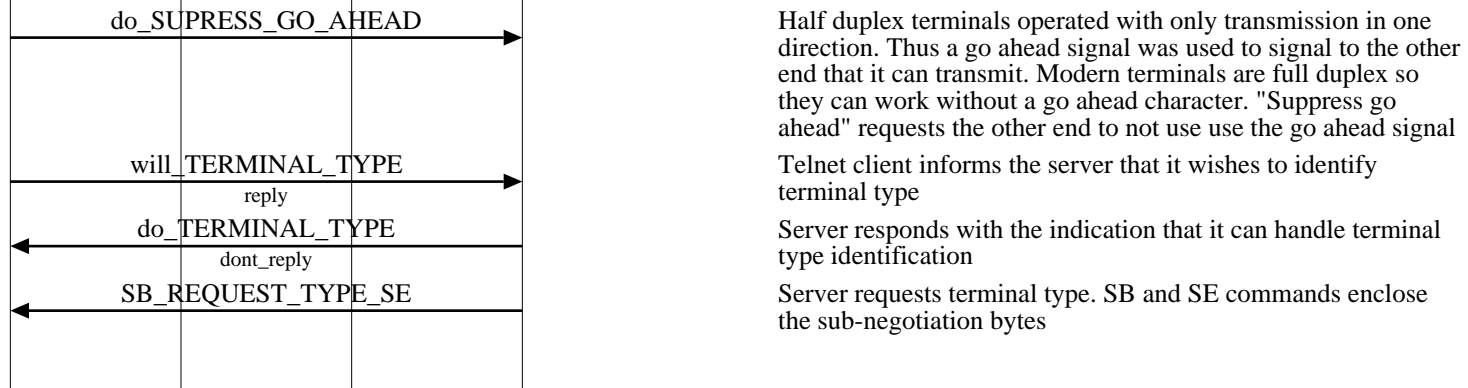 do_SUPRESS_GO_AHEAD
Half duplex terminals operated with only transmission in one
direction. Thus a go ahead signal was used to signal to the other
end that it can transmit. Modern terminals are full duplex so
they can work without a go ahead character. "Suppress go
ahead" requests the other end to not use use the go ahead signal
will_TERMINAL_TYPE
reply
Telnet client informs the server that it wishes to identify
terminal type
do_TERMINAL_TYPE
dont_reply
Server responds with the indication that it can handle terminal
type identification
SB_REQUEST_TYPE_SE
Server requests terminal type. SB and SE commands enclose
the sub-negotiation bytes